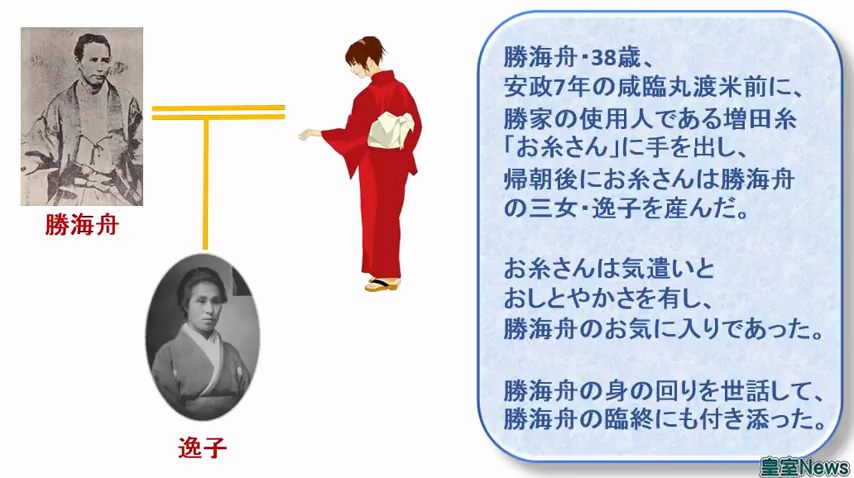 勝海舟
逸子
勝海舟・38歳、
安政7年の咸臨丸渡米前に、
勝家の使用人である増田糸
「お糸さん」に手を出し、
帰朝後にお糸さんは勝海舟
の三女・逸子を産んだ。
お糸さんは気遣いと
おしとやかさを有し、
勝海舟のお気に入りであった。
勝海舟の身の回りを世話して、
勝海舟の臨終にも付き添った。
皇室News